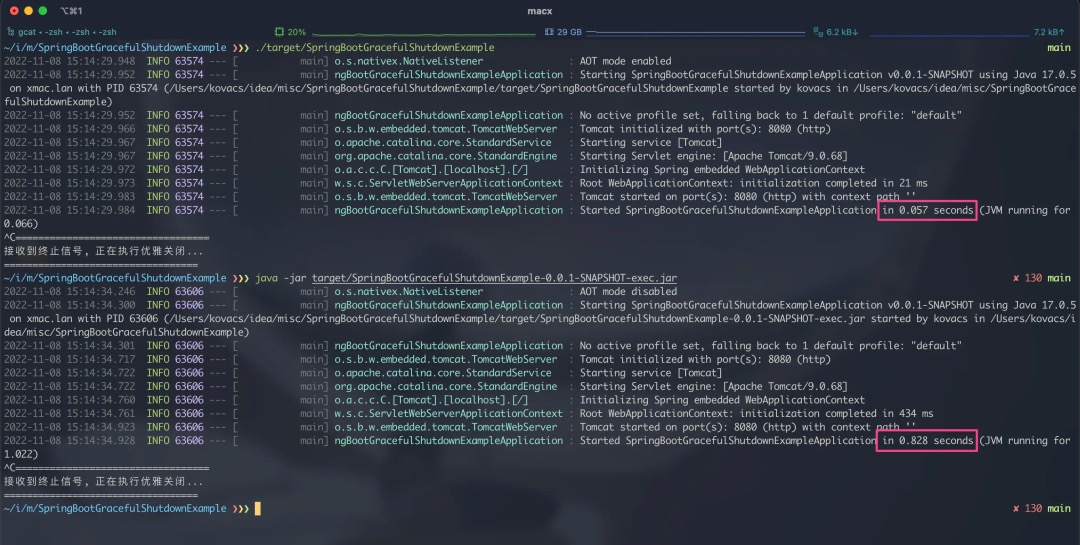 ⌥⌘1 macx
gcat • -zsh • -zsh • -zsh 20% 29 GB 6.2 kB↓ 7.2 kB↑
~/i/m/SpringBootGracefulShutdownExample ❯❯❯ ./target/SpringBootGracefulShutdownExample main
2022-11-08 15:14:29.948  INFO 63574 --- [           main] o.s.nativex.NativeListener               : AOT mode enabled
2022-11-08 15:14:29.952  INFO 63574 --- [           main] ngBootGracefulShutdownExampleApplication : Starting SpringBootGracefulShutdownExampleApplication v0.0.1-SNAPSHOT using Java 17.0.5
on xmac.lan with PID 63574 (/Users/kovacs/idea/misc/SpringBootGracefulShutdownExample/target/SpringBootGracefulShutdownExample started by kovacs in /Users/kovacs/idea/misc/SpringBootGrace
fulShutdownExample)
2022-11-08 15:14:29.952  INFO 63574 --- [           main] ngBootGracefulShutdownExampleApplication : No active profile set, falling back to 1 default profile: "default"
2022-11-08 15:14:29.966  INFO 63574 --- [           main] o.s.b.w.embedded.tomcat.TomcatWebServer  : Tomcat initialized with port(s): 8080 (http)
2022-11-08 15:14:29.967  INFO 63574 --- [           main] o.apache.catalina.core.StandardService   : Starting service [Tomcat]
2022-11-08 15:14:29.967  INFO 63574 --- [           main] org.apache.catalina.core.StandardEngine  : Starting Servlet engine: [Apache Tomcat/9.0.68]
2022-11-08 15:14:29.972  INFO 63574 --- [           main] o.a.c.c.C.[Tomcat].[localhost].[/]       : Initializing Spring embedded WebApplicationContext
2022-11-08 15:14:29.973  INFO 63574 --- [           main] w.s.c.ServletWebServerApplicationContext : Root WebApplicationContext: initialization completed in 21 ms
2022-11-08 15:14:29.983  INFO 63574 --- [           main] o.s.b.w.embedded.tomcat.TomcatWebServer  : Tomcat started on port(s): 8080 (http) with context path ''
2022-11-08 15:14:29.984  INFO 63574 --- [           main] ngBootGracefulShutdownExampleApplication : Started SpringBootGracefulShutdownExampleApplication in 0.057 seconds (JVM running for
0.066)
^C==================================
接收到终止信号, 正在执行优雅关闭...
==================================
~/i/m/SpringBootGracefulShutdownExample ❯❯❯ java -jar target/SpringBootGracefulShutdownExample-0.0.1-SNAPSHOT-exec.jar ✘ 130 main
2022-11-08 15:14:34.246  INFO 63606 --- [           main] o.s.nativex.NativeListener               : AOT mode disabled
2022-11-08 15:14:34.300  INFO 63606 --- [           main] ngBootGracefulShutdownExampleApplication : Starting SpringBootGracefulShutdownExampleApplication v0.0.1-SNAPSHOT using Java 17.0.5
on xmac.lan with PID 63606 (/Users/kovacs/idea/misc/SpringBootGracefulShutdownExample/target/SpringBootGracefulShutdownExample-0.0.1-SNAPSHOT-exec.jar started by kovacs in /Users/kovacs/i
dea/misc/SpringBootGracefulShutdownExample)
2022-11-08 15:14:34.301  INFO 63606 --- [           main] ngBootGracefulShutdownExampleApplication : No active profile set, falling back to 1 default profile: "default"
2022-11-08 15:14:34.717  INFO 63606 --- [           main] o.s.b.w.embedded.tomcat.TomcatWebServer  : Tomcat initialized with port(s): 8080 (http)
2022-11-08 15:14:34.722  INFO 63606 --- [           main] o.apache.catalina.core.StandardService   : Starting service [Tomcat]
2022-11-08 15:14:34.722  INFO 63606 --- [           main] org.apache.catalina.core.StandardEngine  : Starting Servlet engine: [Apache Tomcat/9.0.68]
2022-11-08 15:14:34.760  INFO 63606 --- [           main] o.a.c.c.C.[Tomcat].[localhost].[/]       : Initializing Spring embedded WebApplicationContext
2022-11-08 15:14:34.761  INFO 63606 --- [           main] w.s.c.ServletWebServerApplicationContext : Root WebApplicationContext: initialization completed in 434 ms
2022-11-08 15:14:34.923  INFO 63606 --- [           main] o.s.b.w.embedded.tomcat.TomcatWebServer  : Tomcat started on port(s): 8080 (http) with context path ''
2022-11-08 15:14:34.928  INFO 63606 --- [           main] ngBootGracefulShutdownExampleApplication : Started SpringBootGracefulShutdownExampleApplication in 0.828 seconds (JVM running for
1.022)
^C==================================
接收到终止信号, 正在执行优雅关闭...
==================================
~/i/m/SpringBootGracefulShutdownExample ❯❯❯ ✘ 130 main